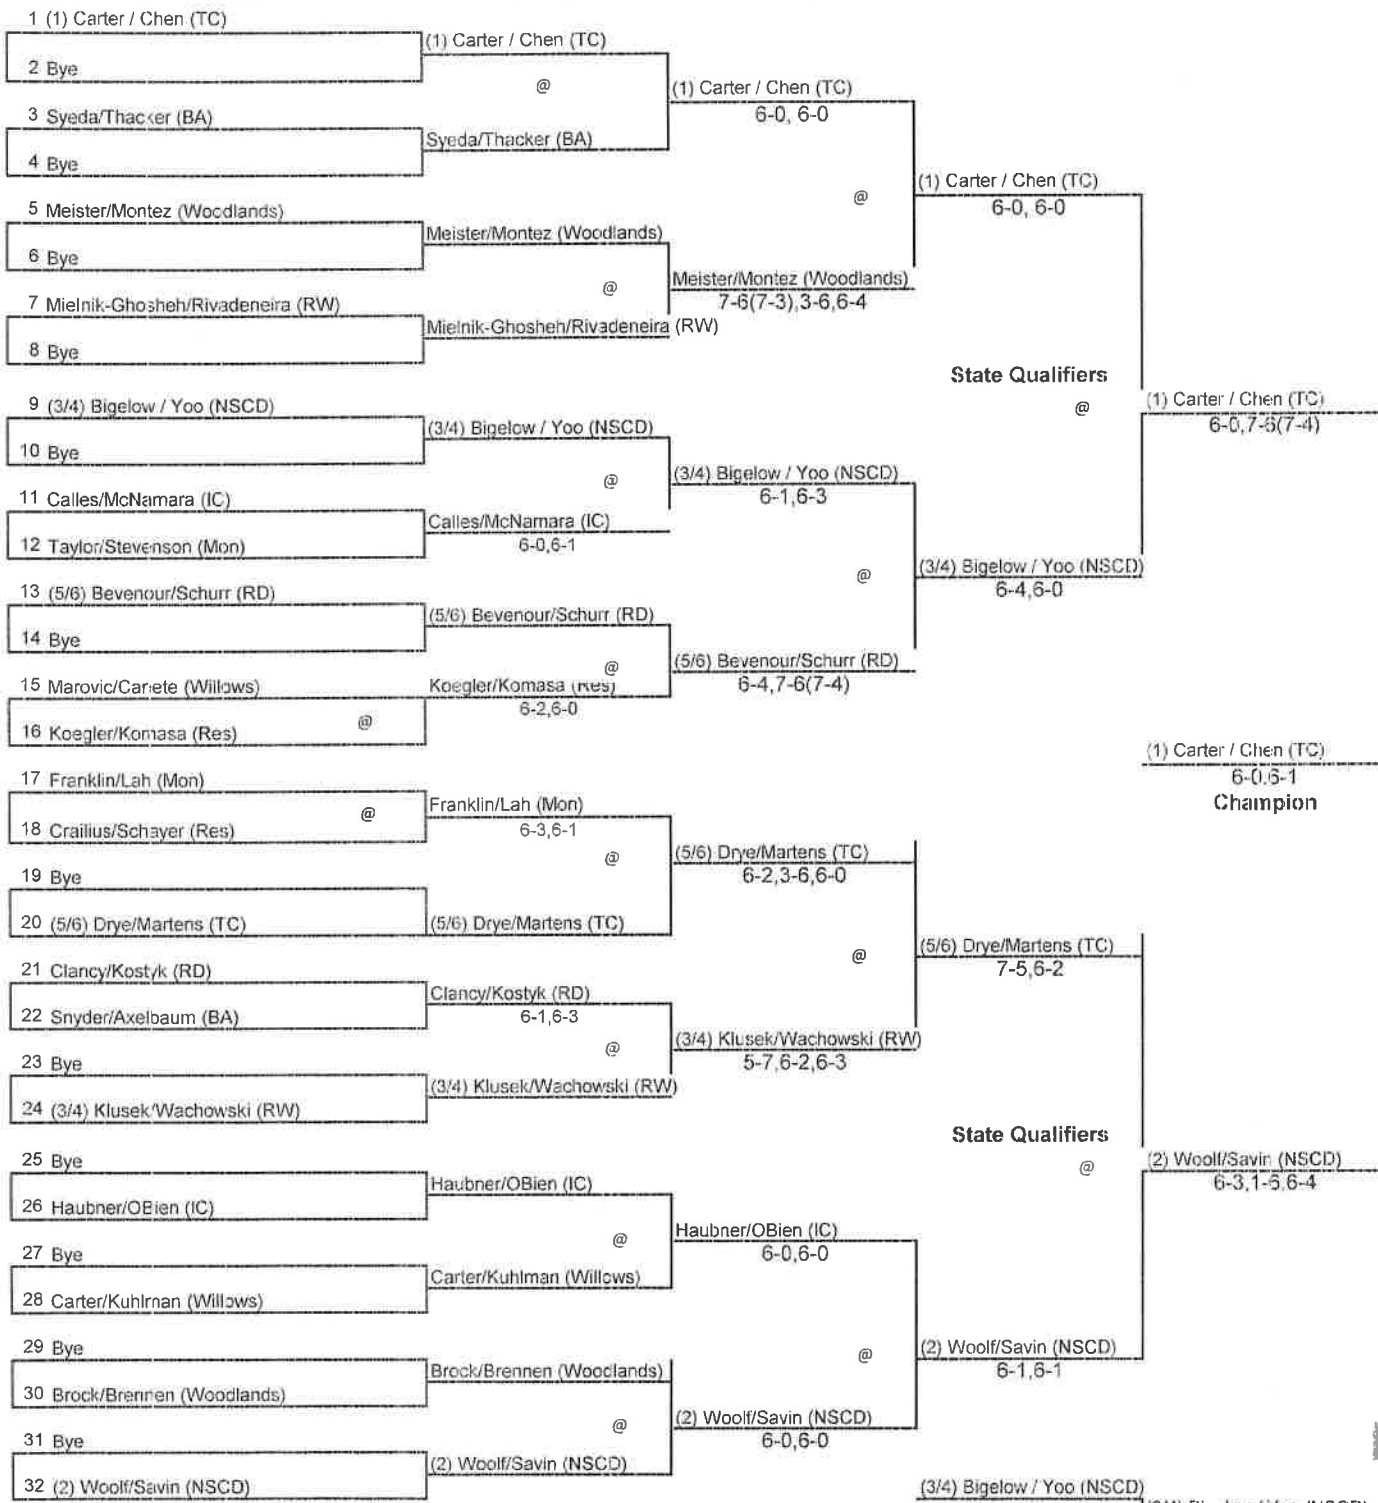 1 (1) Carter / Chen (TC)
(1) Carter / Chen (TC)
2 Bye
@
(1) Carter / Chen (TC)
6-0, 6-0
3 Syeda/Thacker (BA)
Syeda/Thacker (BA)
4 Bye
(1) Carter / Chen (TC)
6-0, 6-0
@
5 Meister/Montez (Woodlands)
Meister/Montez (Woodlands)
6 Bye
@
Meister/Montez (Woodlands)
7-6(7-3),3-6,6-4
7 Mielnik-Ghosheh/Rivadeneira (RW)
Mielnik-Ghosheh/Rivadeneira (RW)
8 Bye
State Qualifiers
@
(1) Carter / Chen (TC)
6-0,7-6(7-4)
9 (3/4) Bigelow / Yoo (NSCD)
(3/4) Bigelow / Yoo (NSCD)
10 Bye
@
(3/4) Bigelow / Yoo (NSCD)
6-1,6-3
11 Calles/McNamara (IC)
Calles/McNamara (IC)
6-0,6-1
12 Taylor/Stevenson (Mon)
@
(3/4) Bigelow / Yoo (NSCD)
6-4,6-0
13 (5/6) Bevenour/Schurr (RD)
(5/6) Bevenour/Schurr (RD)
14 Bye
@
(5/6) Bevenour/Schurr (RD)
6-4,7-6(7-4)
15 Marovic/Canete (Willows)
Koegler/Komasa (Res)
6-2,6-0
16 Koegler/Komasa (Res)
@
(1) Carter / Chen (TC)
6-0.6-1
Champion
17 Franklin/Lah (Mon)
@
Franklin/Lah (Mon)
6-3,6-1
18 Crailius/Schayer (Res)
@
(5/6) Drye/Martens (TC)
6-2,3-6,6-0
19 Bye
20 (5/6) Drye/Martens (TC)
(5/6) Drye/Martens (TC)
@
(5/6) Drye/Martens (TC)
7-5,6-2
21 Clancy/Kostyk (RD)
Clancy/Kostyk (RD)
6-1,6-3
22 Snyder/Axelbaum (BA)
@
(3/4) Klusek/Wachowski (RW)
5-7,6-2,6-3
23 Bye
(3/4) Klusek/Wachowski (RW)
24 (3/4) Klusek/Wachowski (RW)
State Qualifiers
@
(2) Woolf/Savin (NSCD)
6-3,1-6,6-4
25 Bye
Haubner/OBien (IC)
26 Haubner/OBien (IC)
@
Haubner/OBien (IC)
6-0,6-0
27 Bye
Carter/Kuhlman (Willows)
28 Carter/Kuhlman (Willows)
@
(2) Woolf/Savin (NSCD)
6-1,6-1
29 Bye
Brock/Brennen (Woodlands)
30 Brock/Brennen (Woodlands)
@
(2) Woolf/Savin (NSCD)
6-0,6-0
31 Bye
(2) Woolf/Savin (NSCD)
32 (2) Woolf/Savin (NSCD)
(3/4) Bigelow / Yoo (NSCD)